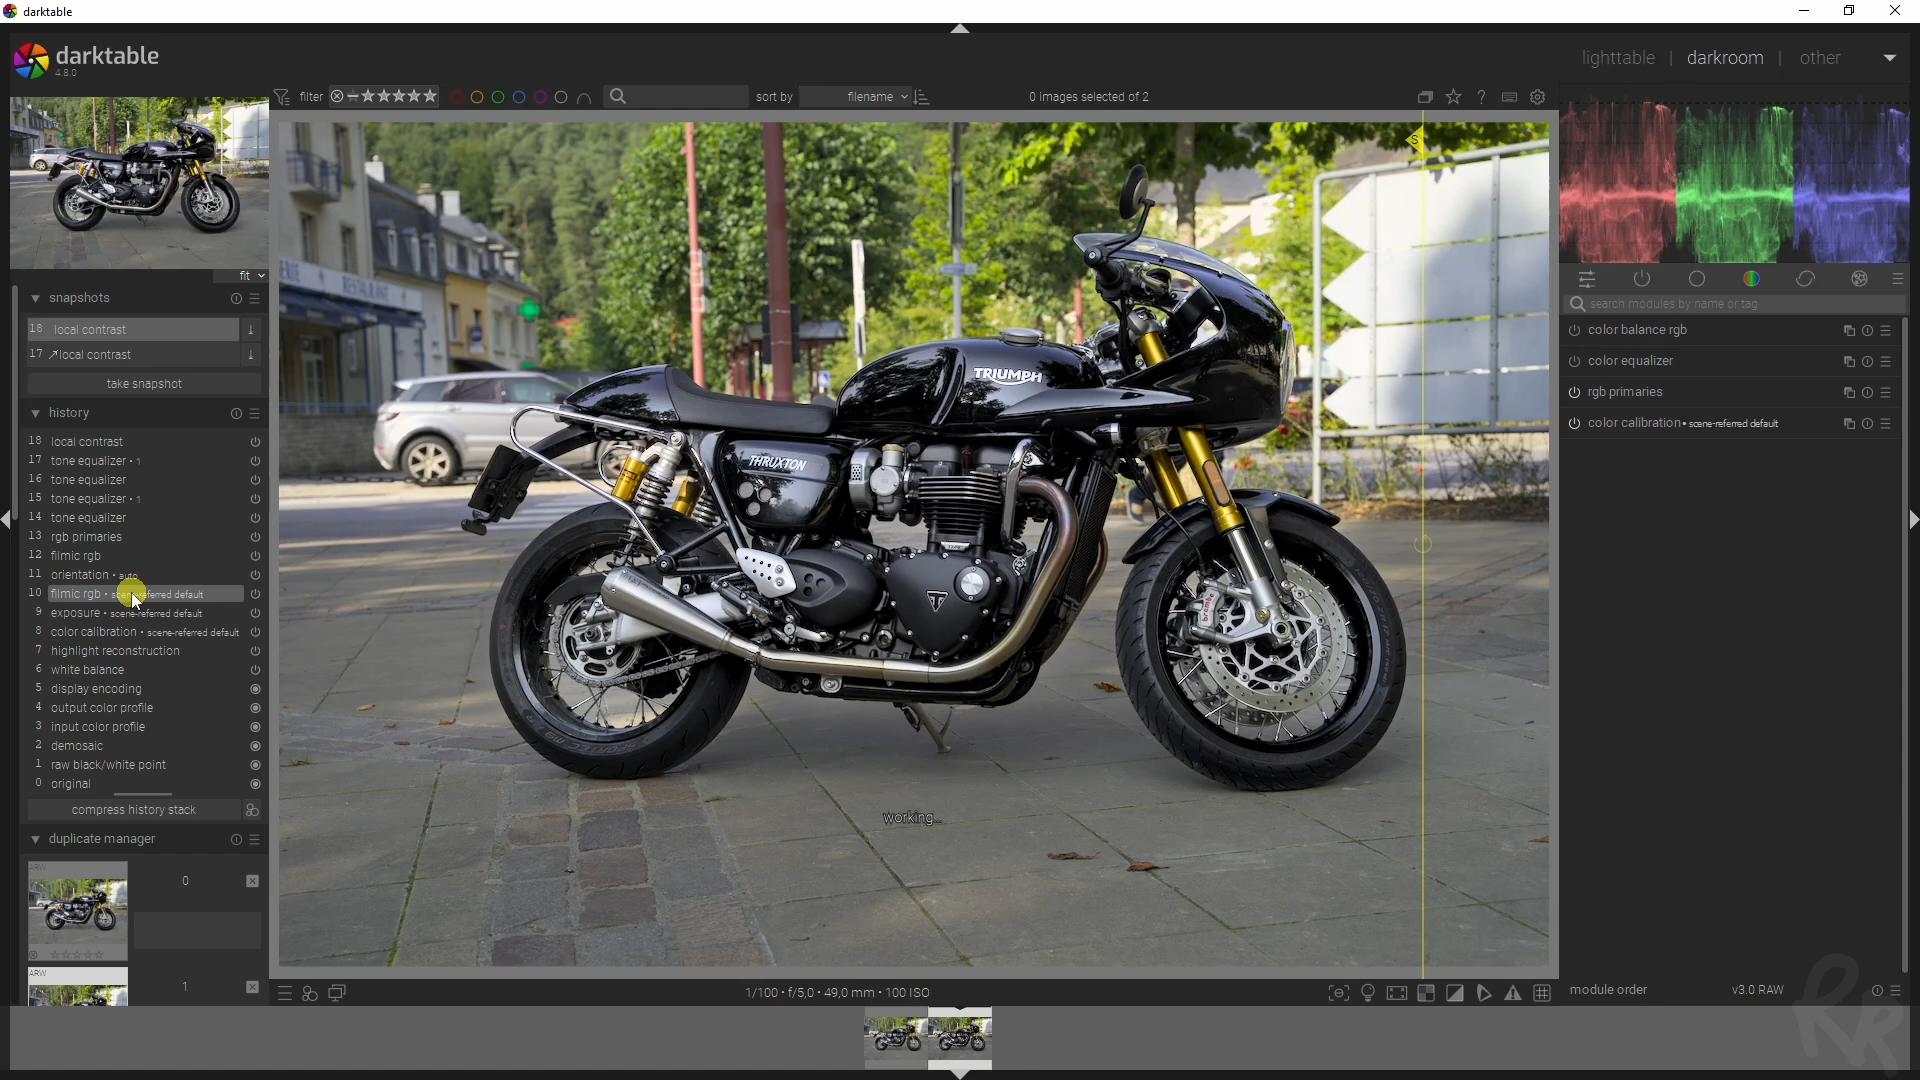 darktable
darktable
4.8.0
lighttable | darkroom | other
filter
sort by filename
0 images selected of 2
?
fit
snapshots
18 local contrast
17 local contrast
take snapshot
history
18 local contrast
17 tone equalizer • 1
16 tone equalizer
15 tone equalizer • 1
14 tone equalizer
13 rgb primaries
12 filmic rgb
11 orientation • auto
10 filmic rgb • scene-referred default
9 exposure • scene-referred default
8 color calibration • scene-referred default
7 highlight reconstruction
6 white balance
5 display encoding
4 output color profile
3 input color profile
2 demosaic
1 raw black/white point
0 original
compress history stack
duplicate manager
ARW
0
ARW
1
S
RESTAURANT
TRIUMPH
THRUXTON
brembo
working...
1/100 • f/5,0 • 49,0 mm • 100 ISO
search modules by name or tag
color balance rgb
color equalizer
rgb primaries
color calibration • scene-referred default
module order v3.0 RAW
RR